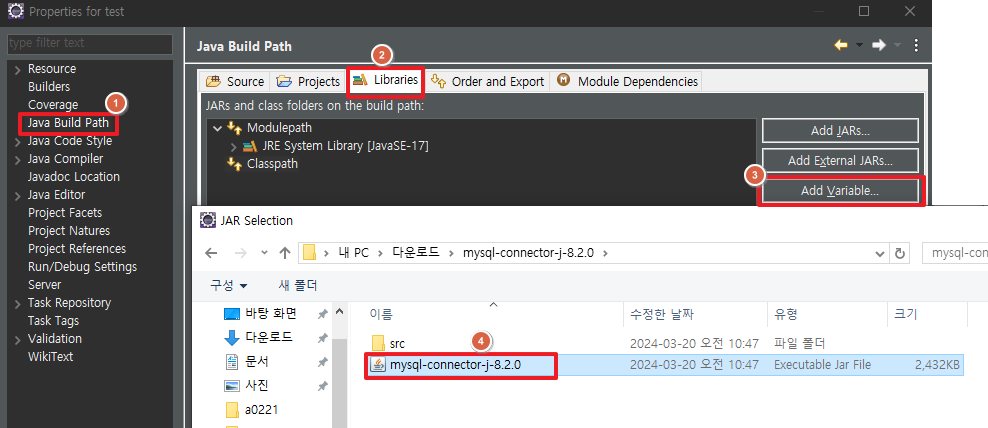 Properties for test
type filter text
Resource
Builders
Coverage
1
Java Build Path
Java Code Style
Java Compiler
Javadoc Location
Java Editor
Project Facets
Project Natures
Project References
Run/Debug Settings
Server
Task Repository
Task Tags
Validation
WikiText
Java Build Path
2
Source Projects Libraries Order and Export Module Dependencies
JARs and class folders on the build path:
Modulepath
JRE System Library [JavaSE-17]
Classpath
Add JARs...
Add External JARs...
3
Add Variable...
JAR Selection
내 PC 다운로드 mysql-connector-j-8.2.0
mysql-con
구성 새 폴더
바탕 화면
다운로드
문서
사진
a0221
이름 수정한 날짜 유형 크기
src 2024-03-20 오전 10:47 파일 폴더
4
mysql-connector-j-8.2.0 2024-03-20 오전 10:47 Executable Jar File 2,432KB